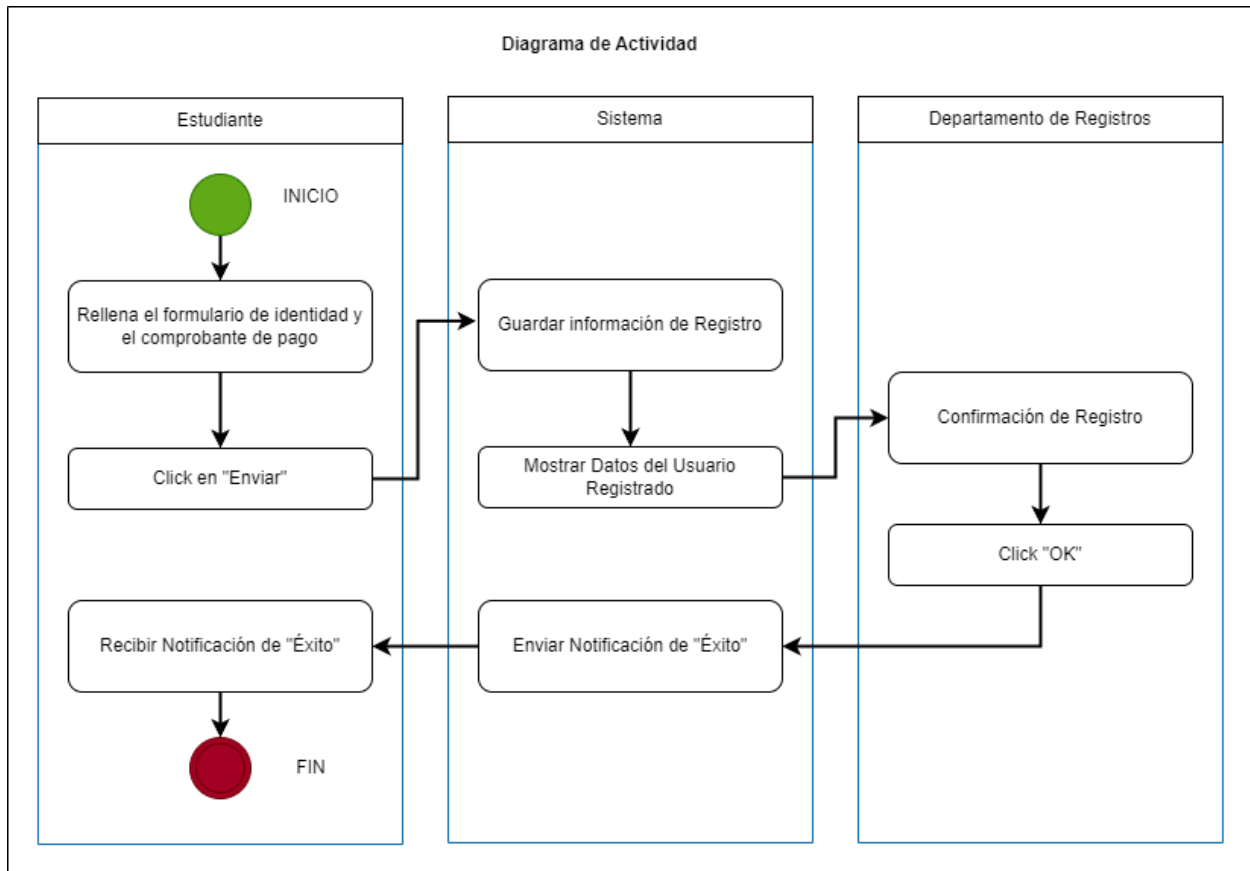 Diagrama de Actividad
Estudiante
Sistema
Departamento de Registros
INICIO
Rellena el formulario de identidad y
el comprobante de pago
Guardar información de Registro
Confirmación de Registro
Click en "Enviar"
Mostrar Datos del Usuario
Registrado
Click "OK"
Recibir Notificación de "Éxito"
Enviar Notificación de "Éxito"
FIN